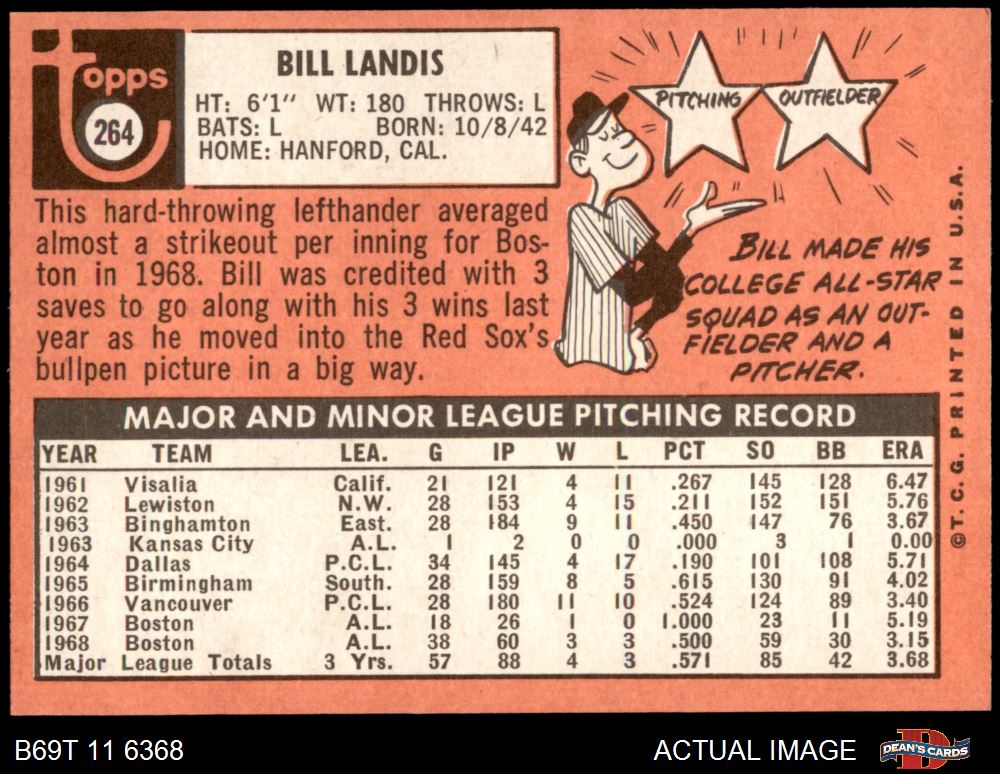 topps
264
BILL LANDIS
HT: 6'1" WT: 180 THROWS: L
BATS: L BORN: 10/8/42
HOME: HANFORD, CAL.
This hard-throwing lefthander averaged
almost a strikeout per inning for Bos-
ton in 1968. Bill was credited with 3
saves to go along with his 3 wins last
year as he moved into the Red Sox's
bullpen picture in a big way.
PITCHING OUTFIELDER
BILL MADE HIS
COLLEGE ALL-STAR
SQUAD AS AN OUT-
FIELDER AND A
PITCHER.
MAJOR AND MINOR LEAGUE PITCHING RECORD
YEAR TEAM LEA. G IP W L PCT SO BB ERA
1961 Visalia Calif. 21 121 4 11 .267 145 128 6.47
1962 Lewiston N.W. 28 153 4 15 .211 152 151 5.76
1963 Binghamton East. 28 184 9 11 .450 147 76 3.67
1963 Kansas City A.L. 1 2 0 0 .000 3 1 0.00
1964 Dallas P.C.L. 34 145 4 17 .190 101 108 5.71
1965 Birmingham South. 28 159 8 5 .615 130 91 4.02
1966 Vancouver P.C.L. 28 180 11 10 .524 124 89 3.40
1967 Boston A.L. 18 26 1 0 1.000 23 11 5.19
1968 Boston A.L. 38 60 3 3 .500 59 30 3.15
Major League Totals 3 Yrs. 57 88 4 3 .571 85 42 3.68
©T. C. G. PRINTED IN U.S.A.
B69T 11 6368
ACTUAL IMAGE
DEAN'S CARDS